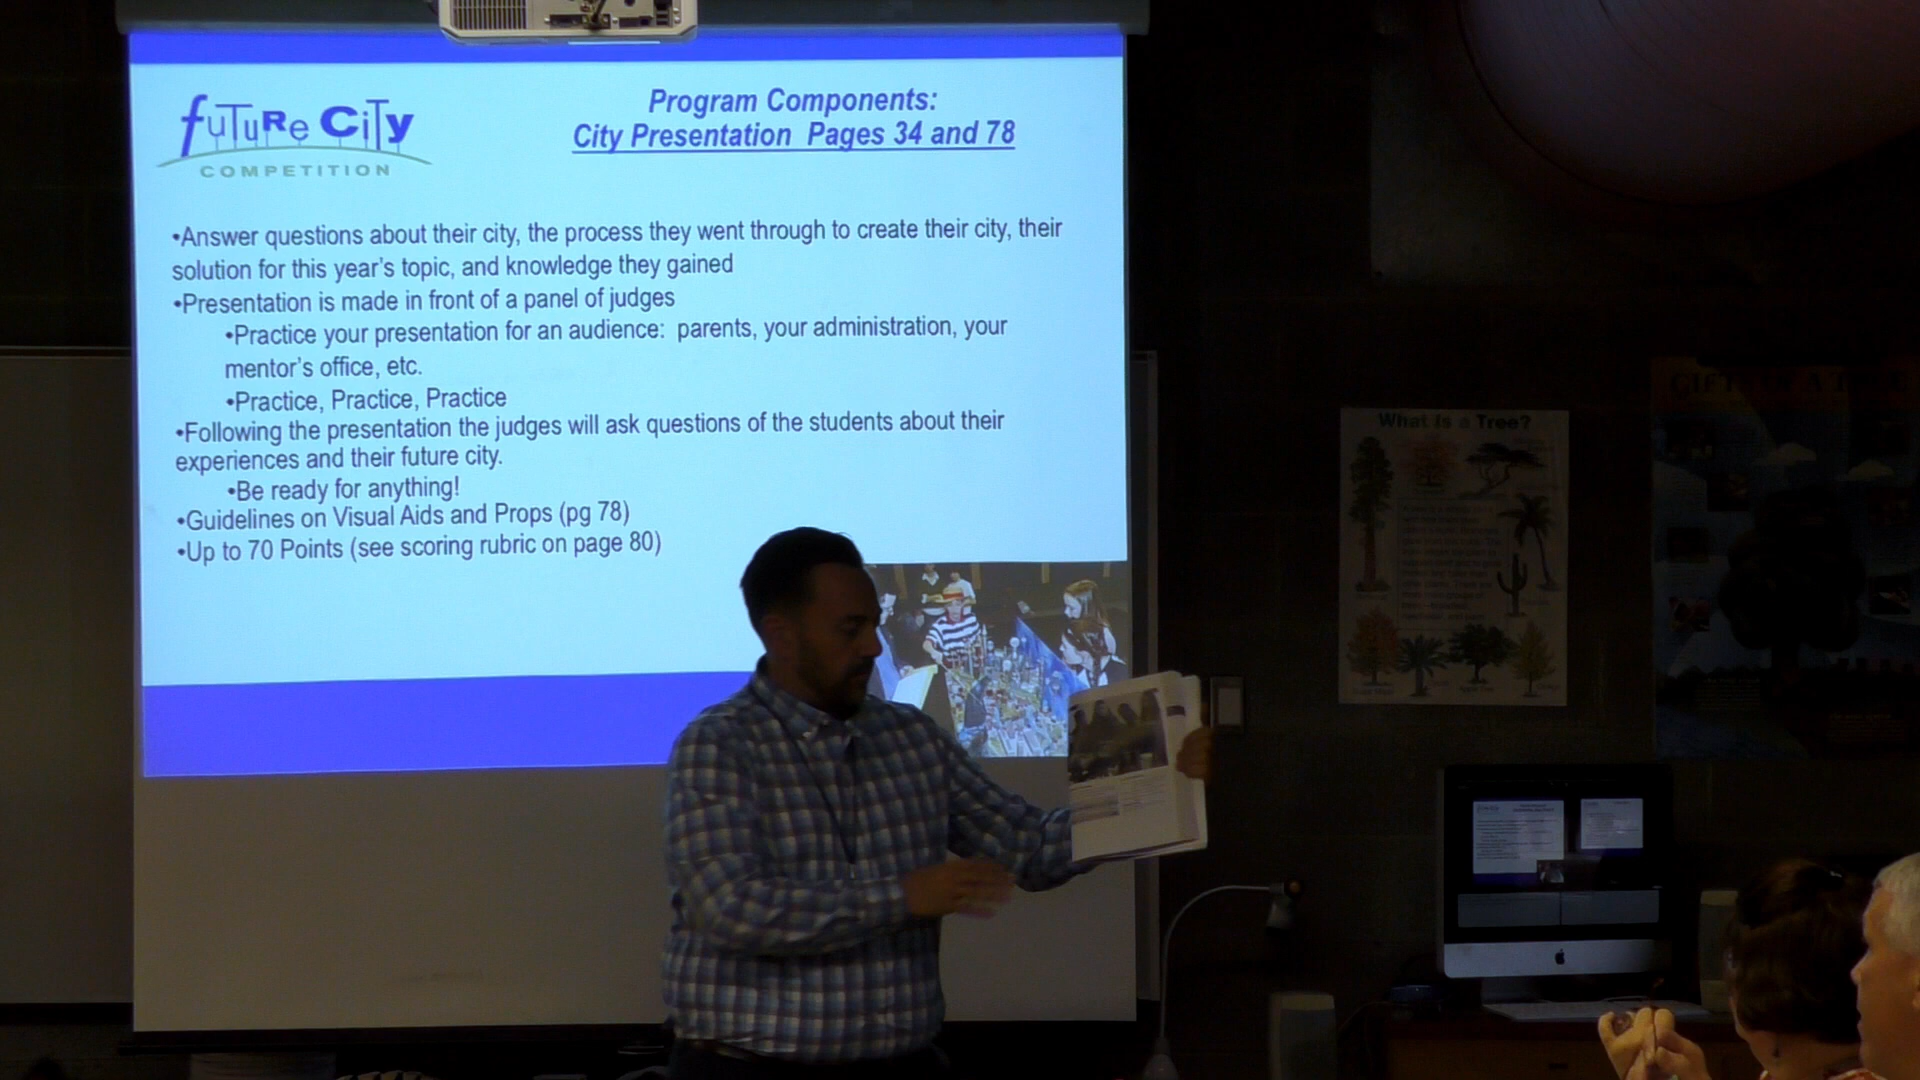 fuTuRe CiTy
COMPETITION
Program Components:
City Presentation Pages 34 and 78
•Answer questions about their city, the process they went through to create their city, their
solution for this year's topic, and knowledge they gained
•Presentation is made in front of a panel of judges
•Practice your presentation for an audience: parents, your administration, your
mentor's office, etc.
•Practice, Practice, Practice
•Following the presentation the judges will ask questions of the students about their
experiences and their future city.
•Be ready for anything!
•Guidelines on Visual Aids and Props (pg 78)
•Up to 70 Points (see scoring rubric on page 80)
What is a Tree?
GIFTS OF A TREE